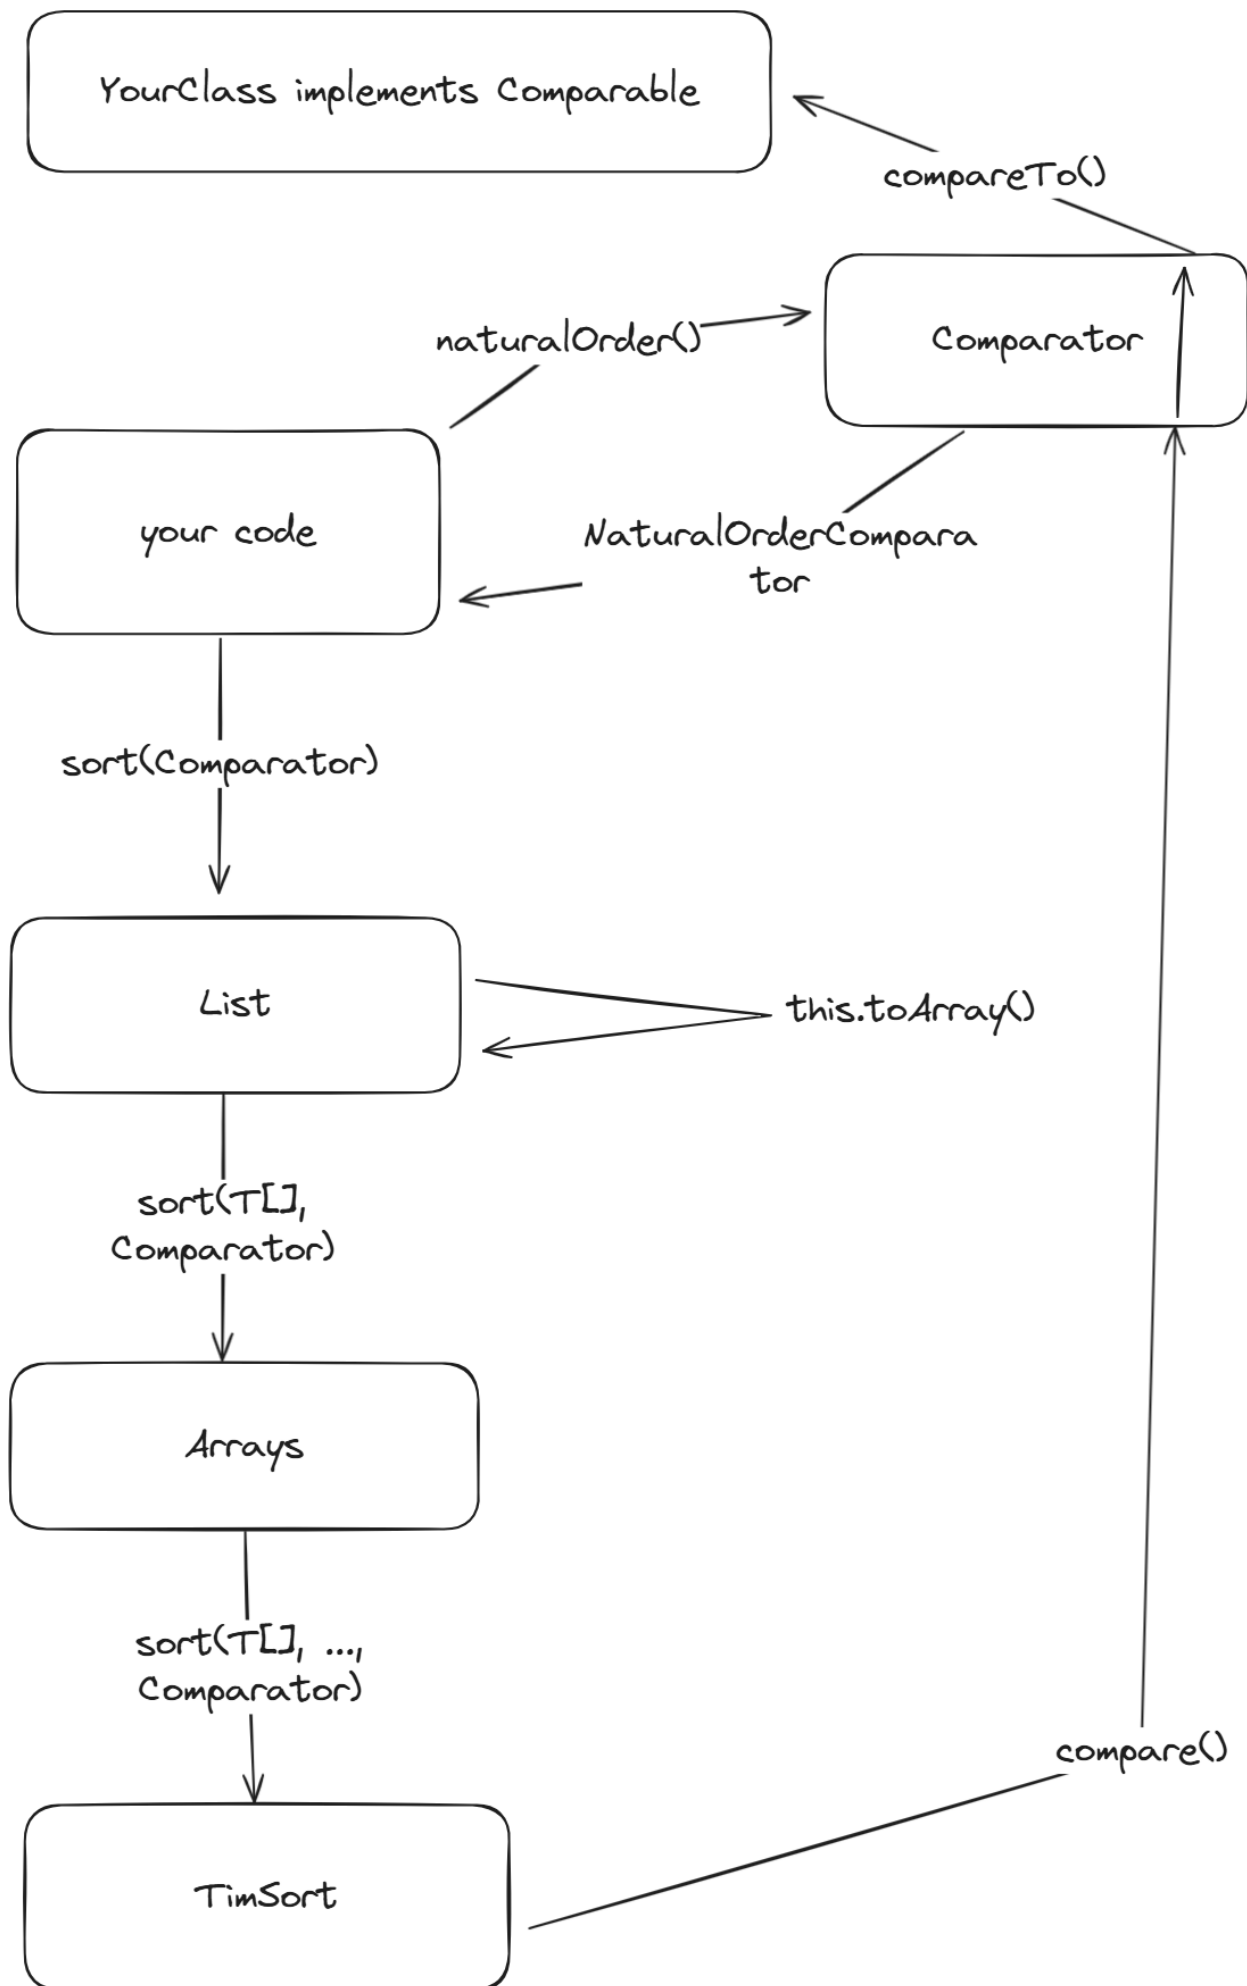 YourClass implements Comparable
compareTo()
naturalOrder()
Comparator
your code
NaturalOrderCompara
tor
sort(Comparator)
List
this.toArray()
sort(T[],
Comparator)
Arrays
sort(T[], ...,
Comparator)
compare()
TimSort